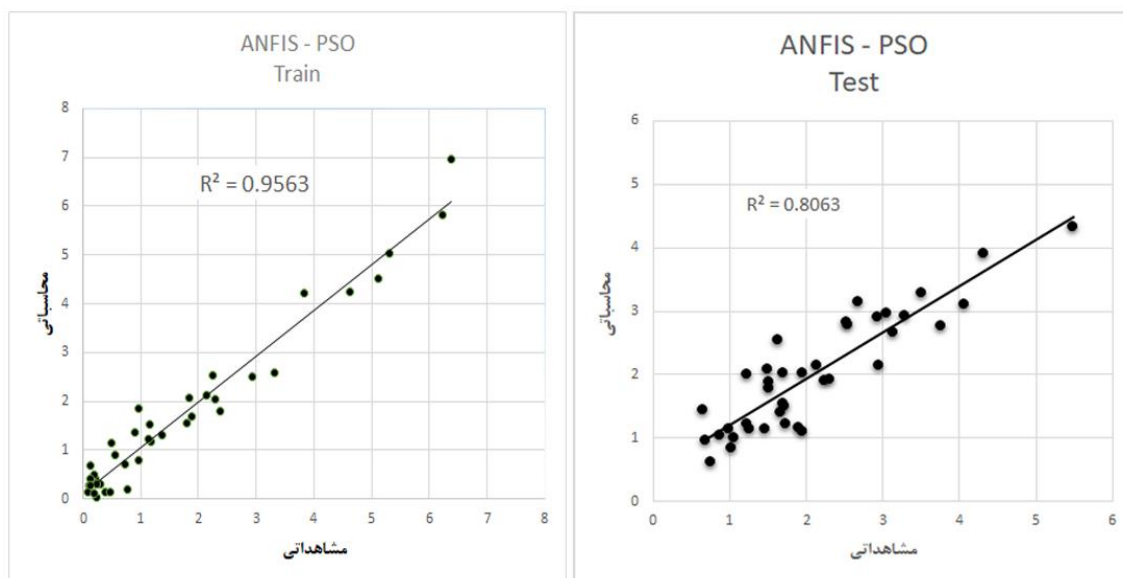 ANFIS - PSO
Train
8
7
6
5
4
3
2
1
0
R² = 0.9563
محاسباتی
0 1 2 3 4 5 6 7 8
مشاهداتی
ANFIS - PSO
Test
6
5
4
3
2
1
0
R² = 0.8063
محاسباتی
0 1 2 3 4 5 6
مشاهداتی